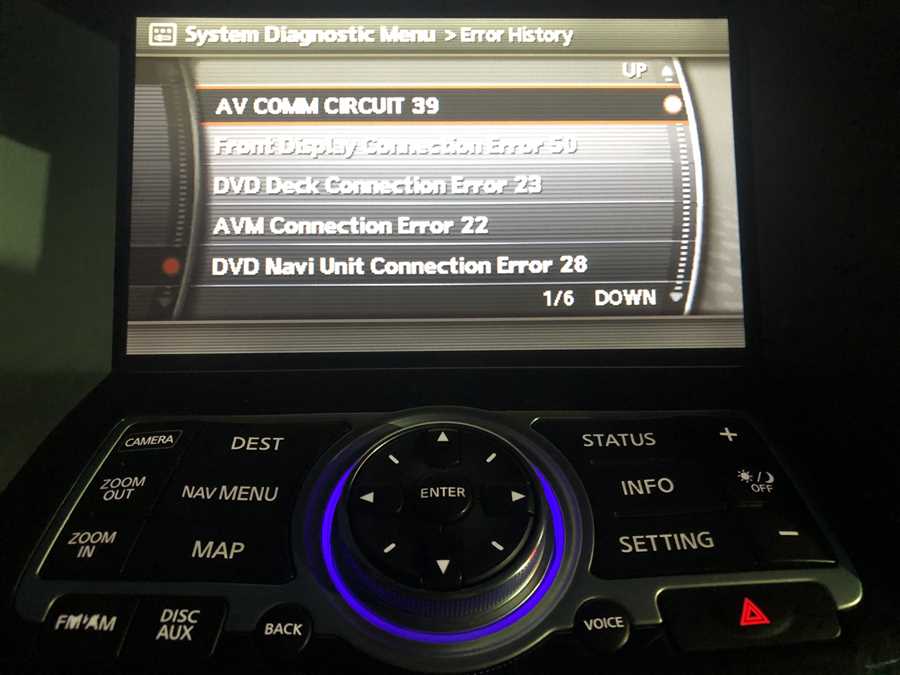 System Diagnostic Menu > Error History
UP
AV COMM CIRCUIT 39
Front Display Connection Error 50
DVD Deck Connection Error 23
AVM Connection Error 22
DVD Navi Unit Connection Error 28
1/6 DOWN
CAMERA
DEST
ZOOM OUT
NAV MENU
ZOOM IN
MAP
ENTER
STATUS
+
INFO
OFF
SETTING
−
FM·AM
DISC AUX
BACK
VOICE